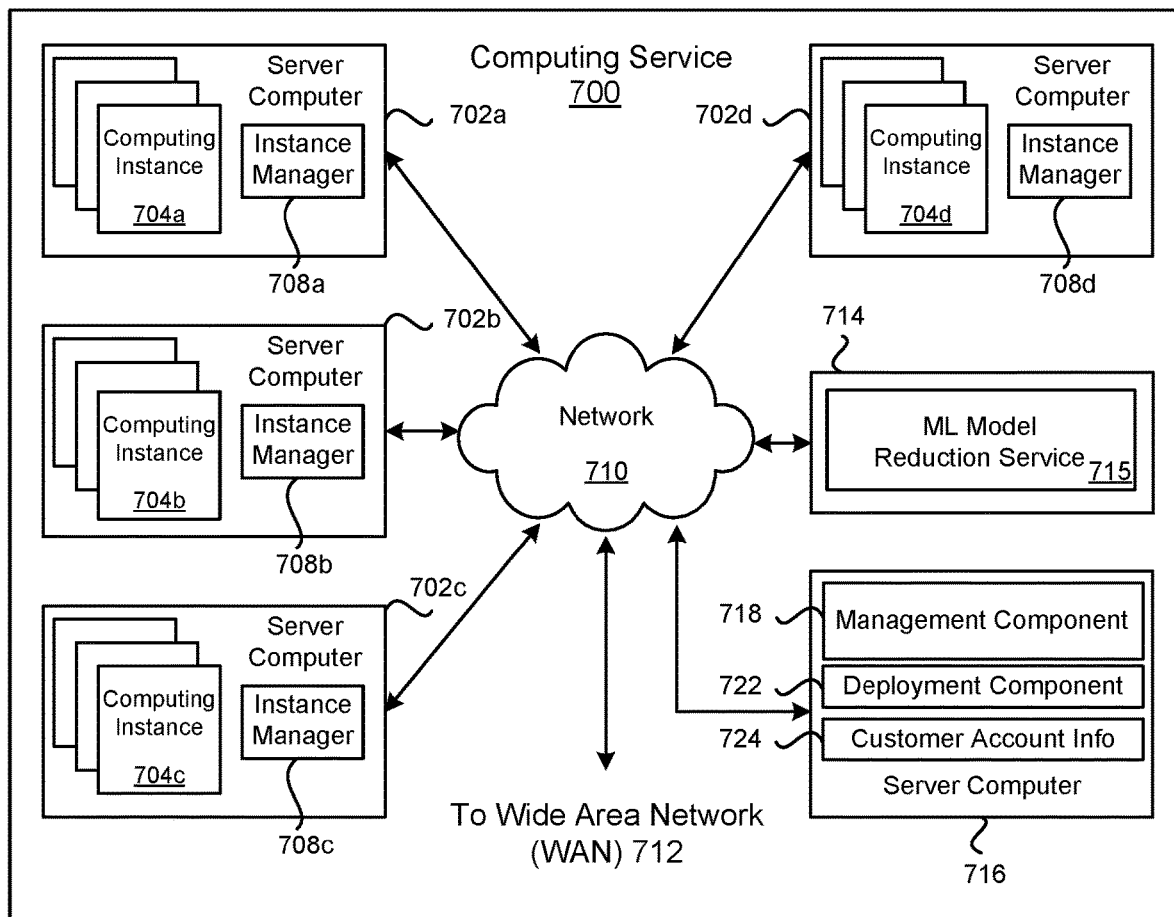 Computing Service
700
Server
Computer
Computing
Instance
704a
Instance
Manager
702a
708a
702d
Server
Computer
Computing
Instance
704d
Instance
Manager
708d
702b
Server
Computer
Computing
Instance
704b
Instance
Manager
708b
Network
710
714
ML Model
Reduction Service
715
702c
Server
Computer
Computing
Instance
704c
Instance
Manager
708c
To Wide Area Network
(WAN) 712
718
Management Component
722
Deployment Component
724
Customer Account Info
Server Computer
716